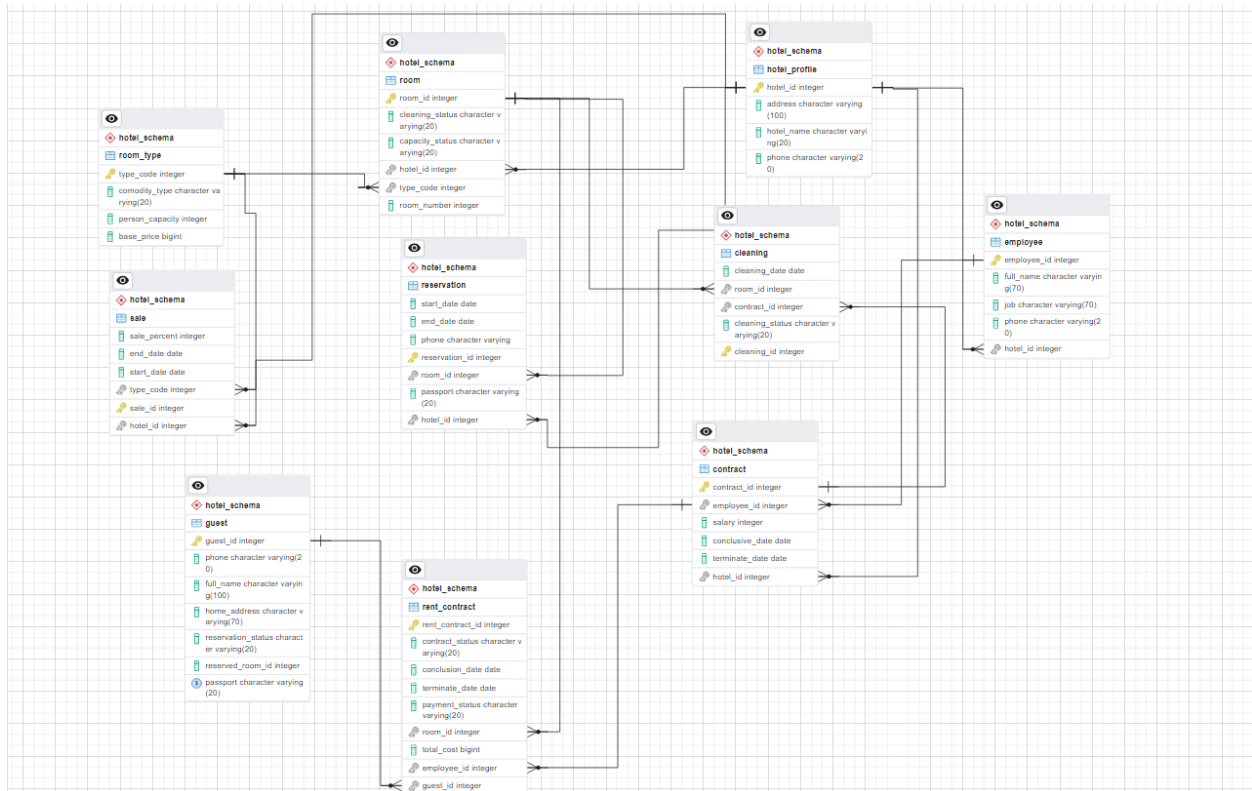 hotel_schema
room
room_id integer
cleaning_status character v
arying(20)
capacity_status character v
arying(20)
hotel_id integer
type_code integer
room_number integer
hotel_schema
hotel_profile
hotel_id integer
address character varying
(100)
hotel_name character varyi
ng(20)
phone character varying(2
0)
hotel_schema
room_type
type_code integer
comodity_type character va
rying(20)
person_capacity integer
base_price bigint
hotel_schema
employee
employee_id integer
full_name character varyin
g(70)
job character varying(70)
phone character varying(2
0)
hotel_id integer
hotel_schema
cleaning
cleaning_date date
room_id integer
contract_id integer
cleaning_status character v
arying(20)
cleaning_id integer
hotel_schema
reservation
start_date date
end_date date
phone character varying
reservation_id integer
room_id integer
passport character varying
(20)
hotel_id integer
hotel_schema
sale
sale_percent integer
end_date date
start_date date
type_code integer
sale_id integer
hotel_id integer
hotel_schema
contract
contract_id integer
employee_id integer
salary integer
conclusive_date date
terminate_date date
hotel_id integer
hotel_schema
guest
guest_id integer
phone character varying(2
0)
full_name character varyin
g(100)
home_address character v
arying(70)
reservation_status charact
er varying(20)
reserved_room_id integer
passport character varying
(20)
hotel_schema
rent_contract
rent_contract_id integer
contract_status character v
arying(20)
conclusion_date date
terminate_date date
payment_status character
varying(20)
room_id integer
total_cost bigint
employee_id integer
guest_id integer